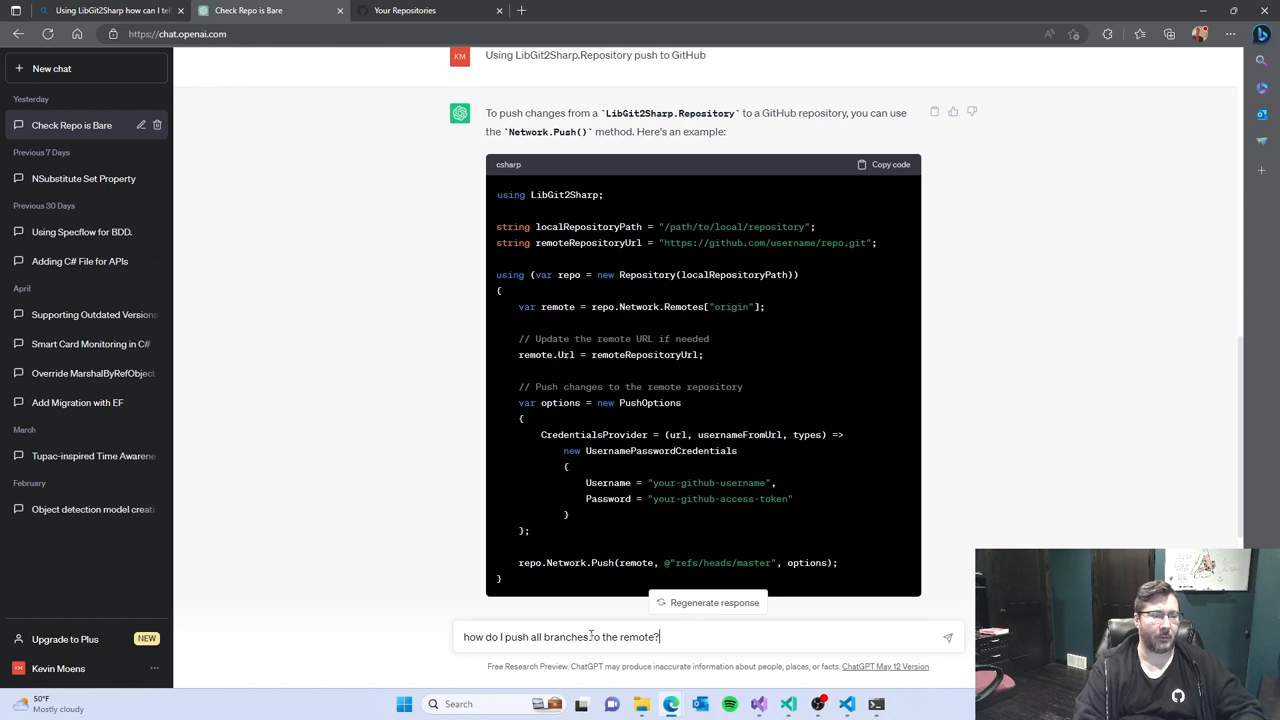 Using LibGit2Sharp how can I tell
Check Repo is Bare
Your Repositories
https://chat.openai.com
New chat
Yesterday
Check Repo is Bare
Previous 7 Days
NSubstitute Set Property
Previous 30 Days
Using Specflow for BDD.
Adding C# File for APIs
April
Supporting Outdated Versions
Smart Card Monitoring in C#
Override MarshalByRefObject
Add Migration with EF
March
Tupac-inspired Time Awarene
February
Object detection model creati
Upgrade to Plus
NEW
Kevin Moens
KM
Using LibGit2Sharp.Repository push to GitHub
To push changes from a `LibGit2Sharp.Repository` to a GitHub repository, you can use
the `Network.Push()` method. Here's an example:
csharp
Copy code
using LibGit2Sharp;
string localRepositoryPath = "/path/to/local/repository";
string remoteRepositoryUrl = "https://github.com/username/repo.git";
using (var repo = new Repository(localRepositoryPath))
{
var remote = repo.Network.Remotes["origin"];
// Update the remote URL if needed
remote.Url = remoteRepositoryUrl;
// Push changes to the remote repository
var options = new PushOptions
{
CredentialsProvider = (url, usernameFromUrl, types) =>
new UsernamePasswordCredentials
{
Username = "your-github-username",
Password = "your-github-access-token"
}
};
repo.Network.Push(remote, @"refs/heads/master", options);
}
Regenerate response
how do I push all branches to the remote?
Free Research Preview. ChatGPT may produce inaccurate information about people, places, or facts. ChatGPT May 12 Version
50°F
Mostly cloudy
Search